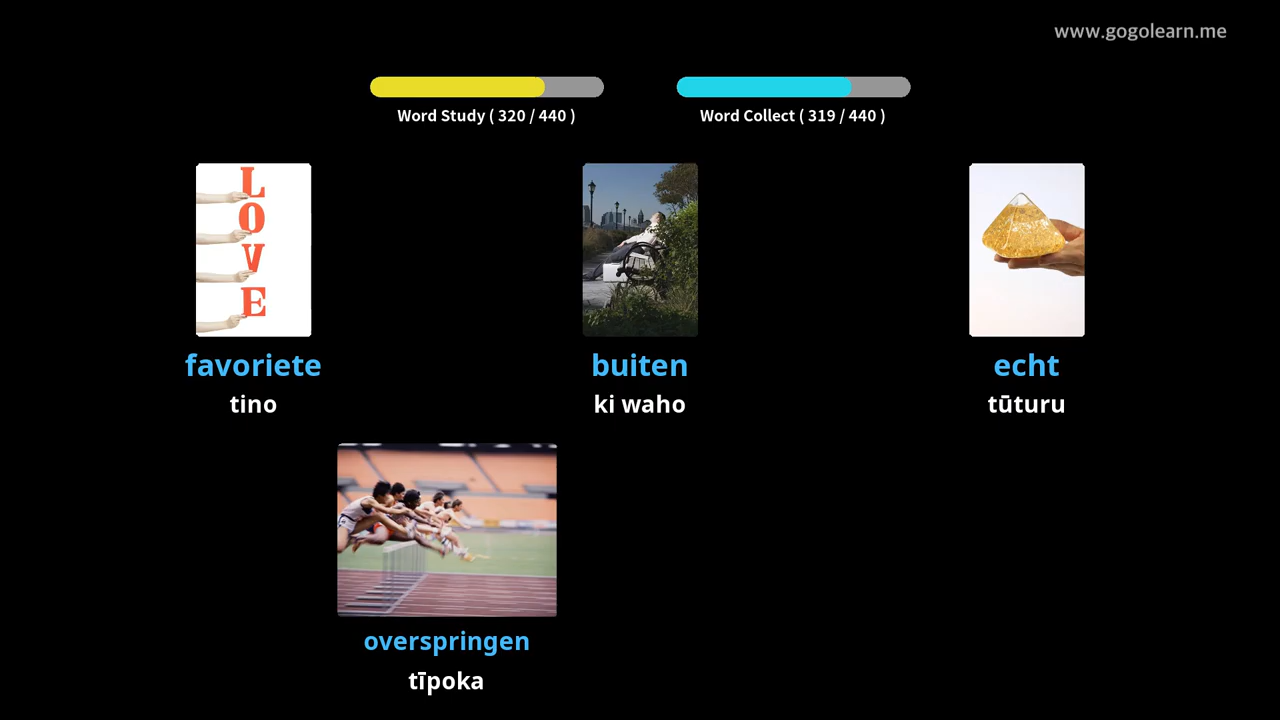 www.gogolearn.me
Word Study ( 320 / 440 )
Word Collect ( 319 / 440 )
L
O
V
E
favoriete
tino
buiten
ki waho
echt
tūturu
overspringen
tīpoka